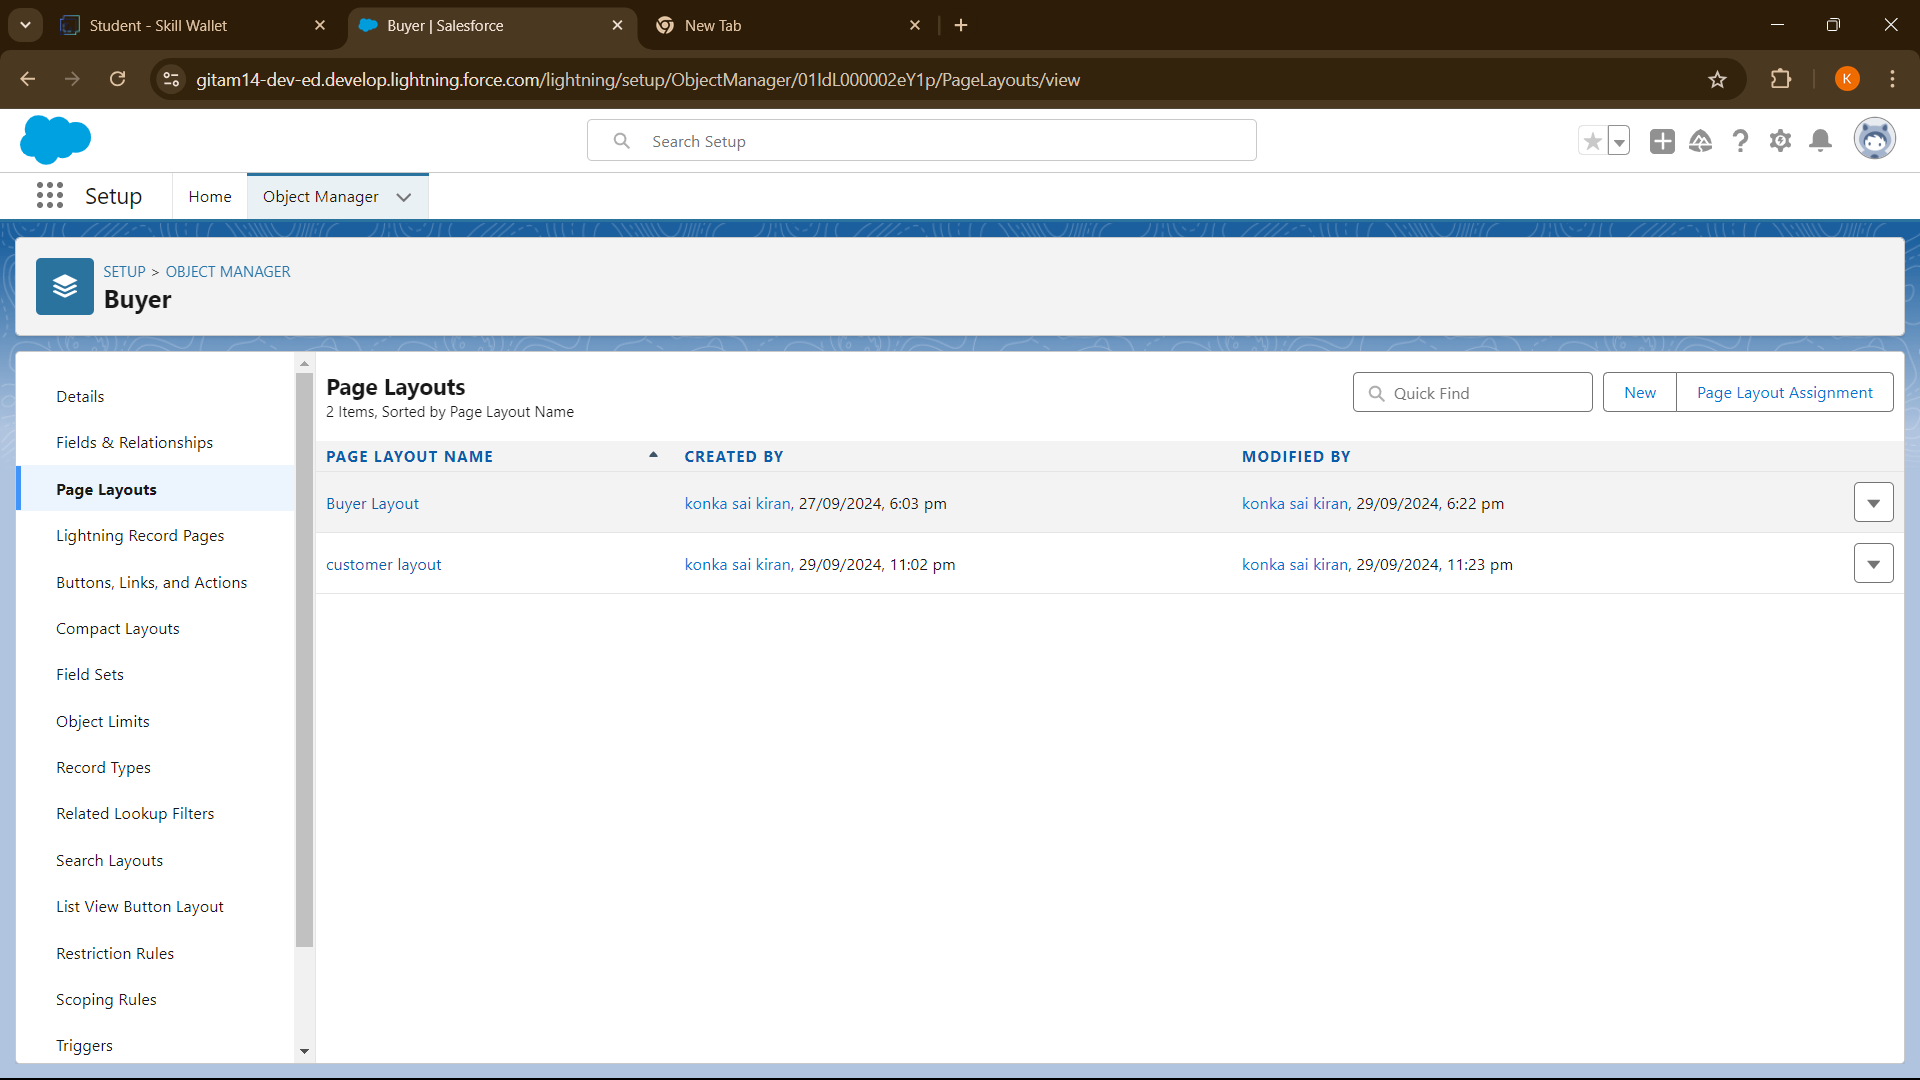 Student - Skill Wallet
Buyer | Salesforce
New Tab
gitam14-dev-ed.develop.lightning.force.com/lightning/setup/ObjectManager/01IdL000002eY1p/PageLayouts/view
K
Search Setup
Setup
Home
Object Manager
SETUP > OBJECT MANAGER
Buyer
Details
Fields & Relationships
Page Layouts
Lightning Record Pages
Buttons, Links, and Actions
Compact Layouts
Field Sets
Object Limits
Record Types
Related Lookup Filters
Search Layouts
List View Button Layout
Restriction Rules
Scoping Rules
Triggers
Page Layouts
2 Items, Sorted by Page Layout Name
Quick Find
New
Page Layout Assignment
PAGE LAYOUT NAME CREATED BY MODIFIED BY
Buyer Layout konka sai kiran, 27/09/2024, 6:03 pm konka sai kiran, 29/09/2024, 6:22 pm
customer layout konka sai kiran, 29/09/2024, 11:02 pm konka sai kiran, 29/09/2024, 11:23 pm